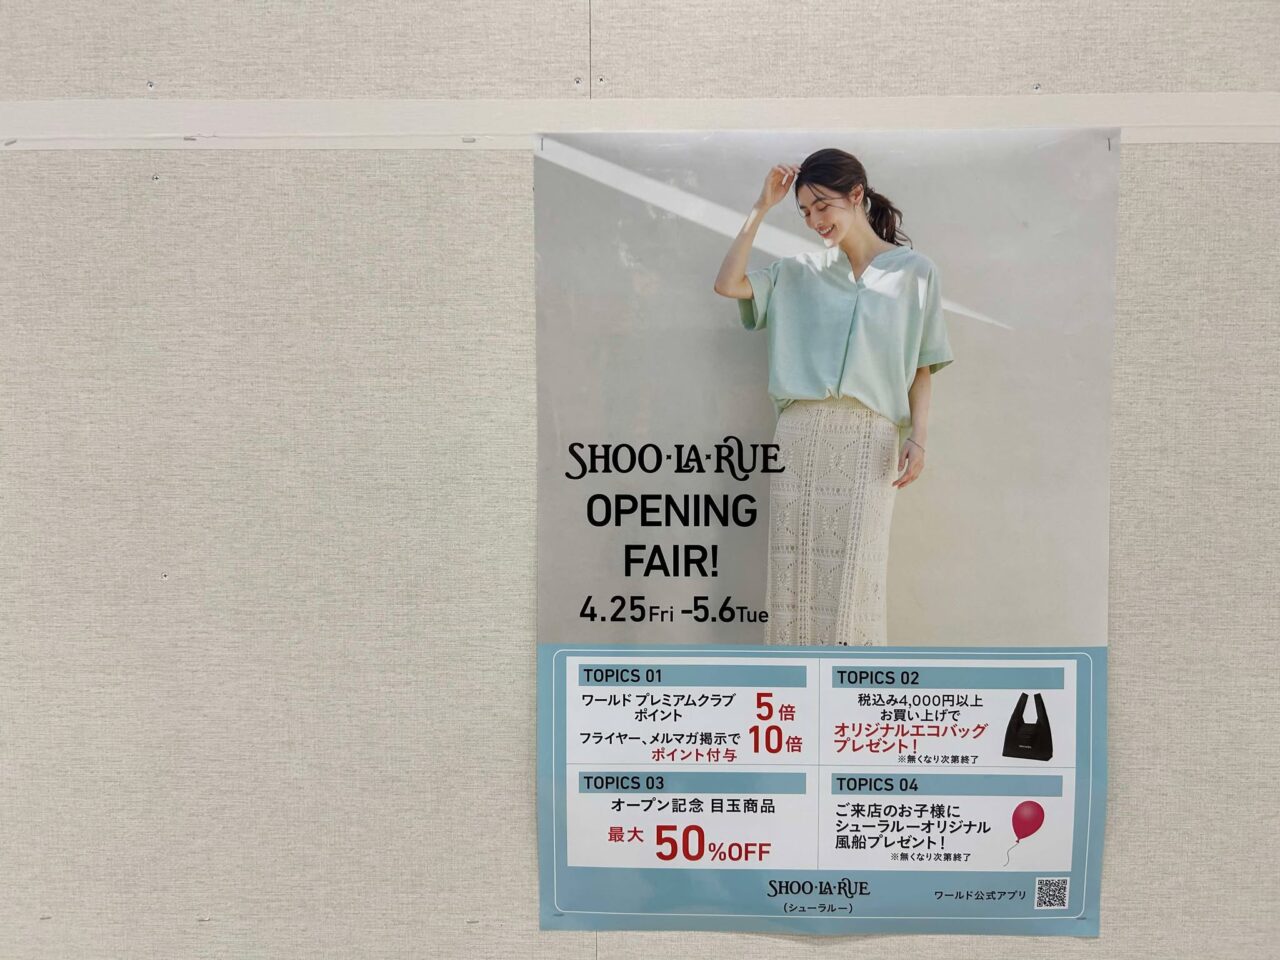 SHOO·LA·RUE
OPENING
FAIR!
4.25Fri -5.6Tue
TOPICS 01
ワールド プレミアムクラブ
ポイント
5倍
フライヤー、メルマガ掲示で
ポイント付与
10倍
TOPICS 02
税込み4,000円以上
お買い上げで
オリジナルエコバッグ
プレゼント!
※無くなり次第終了
TOPICS 03
オープン記念 目玉商品
最大 50%OFF
TOPICS 04
ご来店のお子様に
シューラルーオリジナル
風船プレゼント!
※無くなり次第終了
SHOO·LA·RUE
(シューラルー)
ワールド公式アプリ